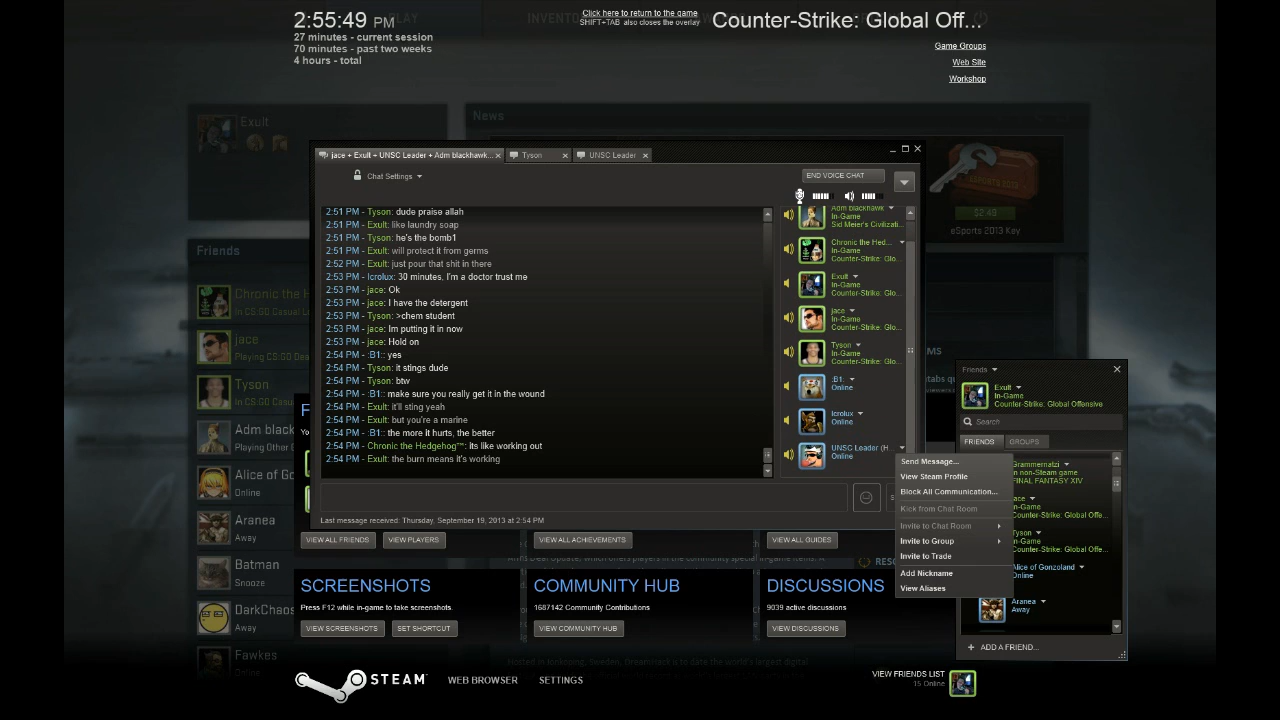 2:55:49 PM
27 minutes - current session
70 minutes - past two weeks
4 hours - total
Click here to return to the game
SHIFT+TAB also closes the overlay
Counter-Strike: Global Off...
Game Groups
Web Site
Workshop
PLAY
Exult
News
$2.49
eSports 2013 Key
Friends
Chronic the H
In CS:GO Casual
jace
Playing CS:GO Dea
Tyson
Adm black
Playing Other
Alice of Go
Online
Aranea
Away
Batman
Snooze
DarkChaos
Away
Fawkes
jace + Exult + UNSC Leader + Adm blackhawk...
Tyson
UNSC Leader
Chat Settings
END VOICE CHAT
2:51 PM - Tyson: dude praise allah
2:51 PM - Exult: like laundry soap
2:51 PM - Tyson: he's the bomb1
2:51 PM - Exult: will protect it from germs
2:52 PM - Exult: just pour that shit in there
2:53 PM - Icrolux: 30 minutes, I'm a doctor trust me
2:53 PM - jace: Ok
2:53 PM - jace: I have the detergent
2:53 PM - Tyson: >chem student
2:53 PM - jace: Im putting it in now
2:53 PM - jace: Hold on
2:54 PM - :B1:: yes
2:54 PM - Tyson: it stings dude
2:54 PM - Tyson: btw
2:54 PM - :B1:: make sure you really get it in the wound
2:54 PM - Exult: it'll sting yeah
2:54 PM - Exult: but you're a marine
2:54 PM - :B1:: the more it hurts, the better
2:54 PM - Chronic the Hedgehog™: its like working out
2:54 PM - Exult: the burn means it's working
Last message received: Thursday, September 19, 2013 at 2:54 PM
Adm blackhawk
In-Game
Sid Meier's Civilizati...
Chronic the Hed...
In-Game
Counter-Strike: Glo...
Exult
In-Game
Counter-Strike: Glo...
jace
In-Game
Counter-Strike: Glo...
Tyson
In-Game
Counter-Strike: Glo...
:B1:
Online
Icrolux
Online
UNSC Leader (H
Online
Send Message...
View Steam Profile
Block All Communication...
Kick from Chat Room
Invite to Chat Room
Invite to Group
Invite to Trade
Add Nickname
View Aliases
Friends
Exult
In-Game
Counter-Strike: Global Offensive
Search
FRIENDS
GROUPS
Grammernatzi
In non-Steam game
FINAL FANTASY XIV
jace
In-Game
Counter-Strike: Global Offe...
Tyson
In-Game
Counter-Strike: Global Offe...
Alice of Gonzoland
Online
Aranea
Away
+ ADD A FRIEND...
VIEW ALL FRIENDS
VIEW PLAYERS
VIEW ALL ACHIEVEMENTS
VIEW ALL GUIDES
SCREENSHOTS
Press F12 while in-game to take screenshots.
VIEW SCREENSHOTS
SET SHORTCUT
COMMUNITY HUB
1687142 Community Contributions
VIEW COMMUNITY HUB
DISCUSSIONS
9039 active discussions
VIEW DISCUSSIONS
STEAM
WEB BROWSER
SETTINGS
VIEW FRIENDS LIST
15 Online